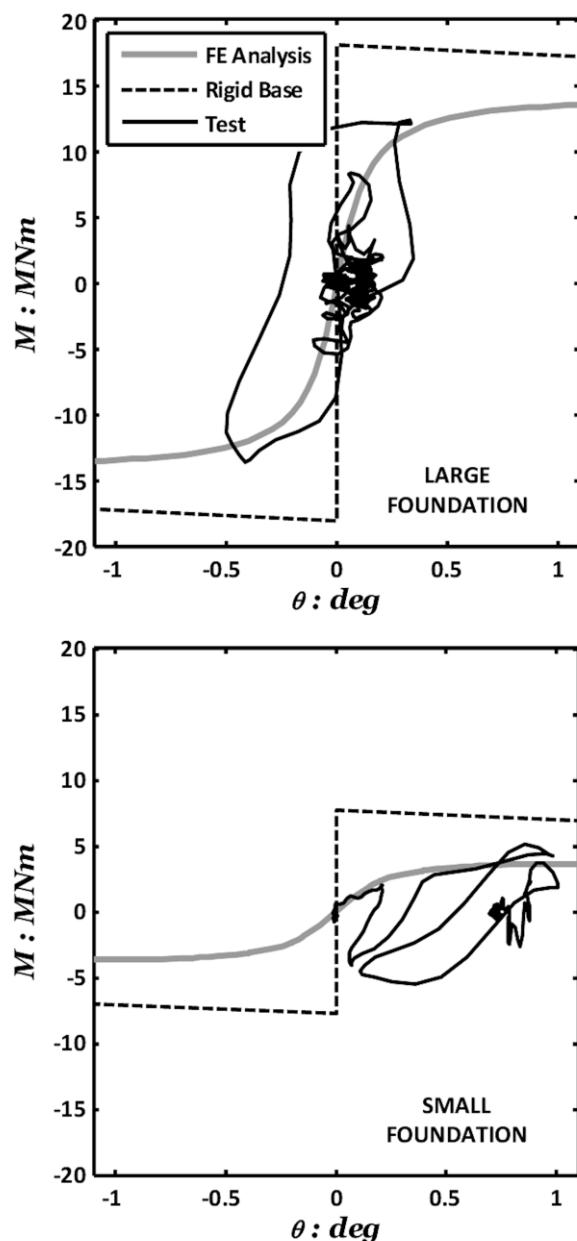 20
15
10
5
0
-5
-10
-15
-20
M : MNm
FE Analysis
Rigid Base
Test
LARGE
FOUNDATION
-1
-0.5
0
0.5
1
θ : deg
20
15
10
5
0
-5
-10
-15
-20
M : MNm
SMALL
FOUNDATION
-1
-0.5
0
0.5
1
θ : deg